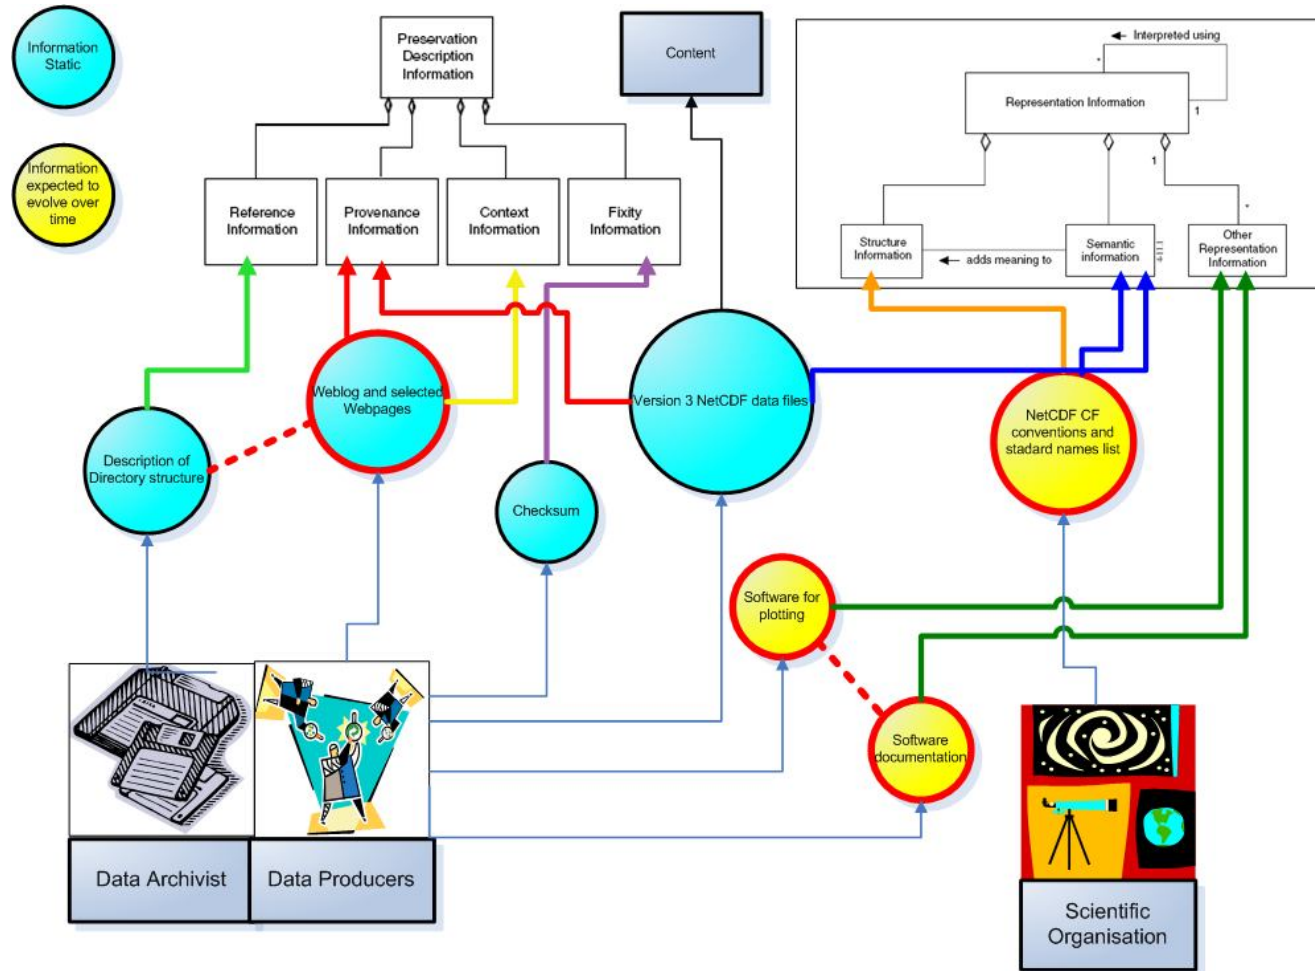 Information
Static
Information
expected to
evolve over
time
Preservation
Description
Information
Content
Interpreted using
*
Representation Information
1
1
*
Reference
Information
Provenance
Information
Context
Information
Fixity
Information
Structure
Information
adds meaning to
Semantic
information
4-11.1
Other
Representation
Information
Weblog and selected
Webpages
Version 3 NetCDF data files
NetCDF CF
conventions and
stadard names list
Description of
Directory structure
Checksum
Software for
plotting
Software
documentation
Data Archivist
Data Producers
Scientific
Organisation